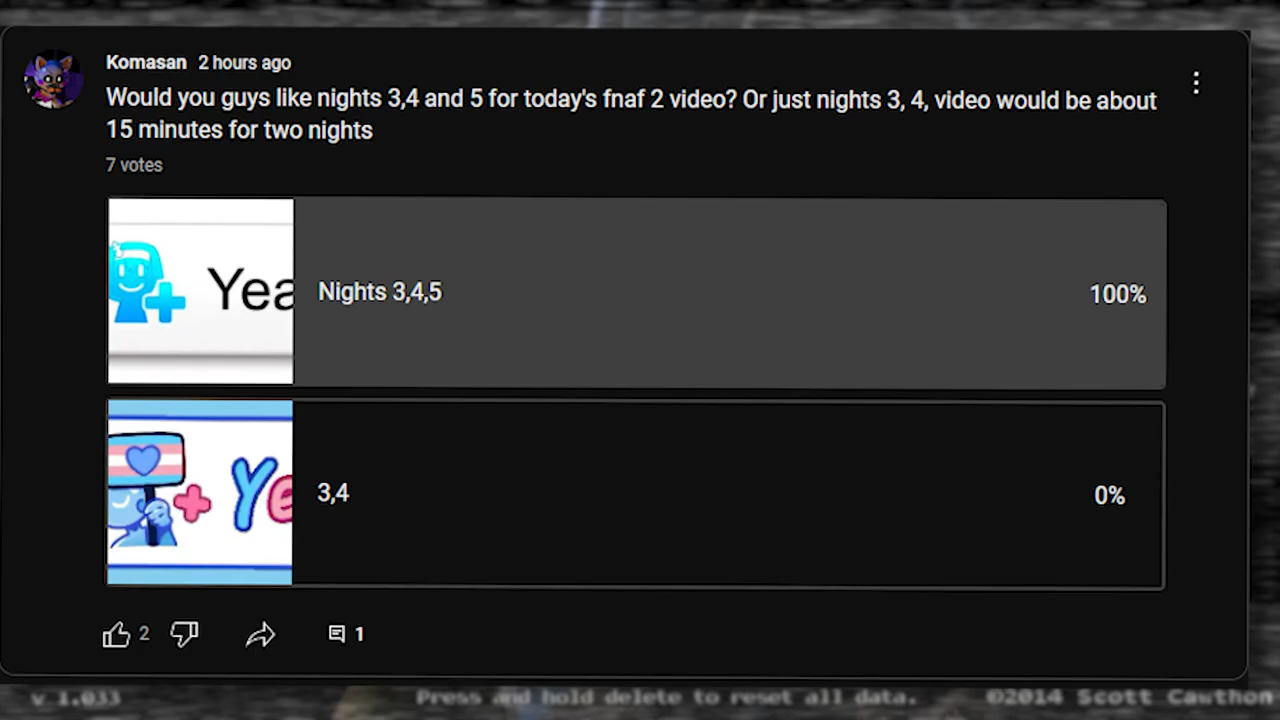 Komasan 2 hours ago
Would you guys like nights 3,4 and 5 for today's fnaf 2 video? Or just nights 3, 4, video would be about
15 minutes for two nights
7 votes
Yea
Nights 3,4,5
100%
Ye
3,4
0%
2
1
v 1.033
Press and hold delete to reset all data.
©2014 Scott Cawthon